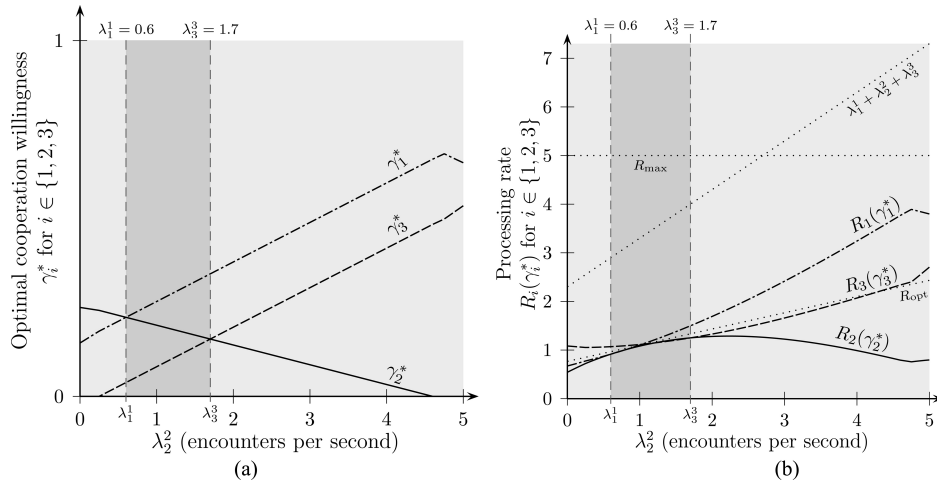 λ₁¹ = 0.6
λ₃³ = 1.7
1
0
Optimal cooperation willingness
γᵢ* for i ∈ {1, 2, 3}
γ₁*
γ₃*
γ₂*
λ₁¹
λ₃³
0 1 2 3 4 5
λ₂² (encounters per second)
(a)
λ₁¹ = 0.6
λ₃³ = 1.7
7
6
5
4
3
2
1
0
Processing rate
Rᵢ(γᵢ*) for i ∈ {1, 2, 3}
λ₁¹ + λ₂² + λ₃³
Rmax
R₁(γ₁*)
R₃(γ₃*)
Ropt
R₂(γ₂*)
λ₁¹
λ₃³
0 1 2 3 4 5
λ₂² (encounters per second)
(b)